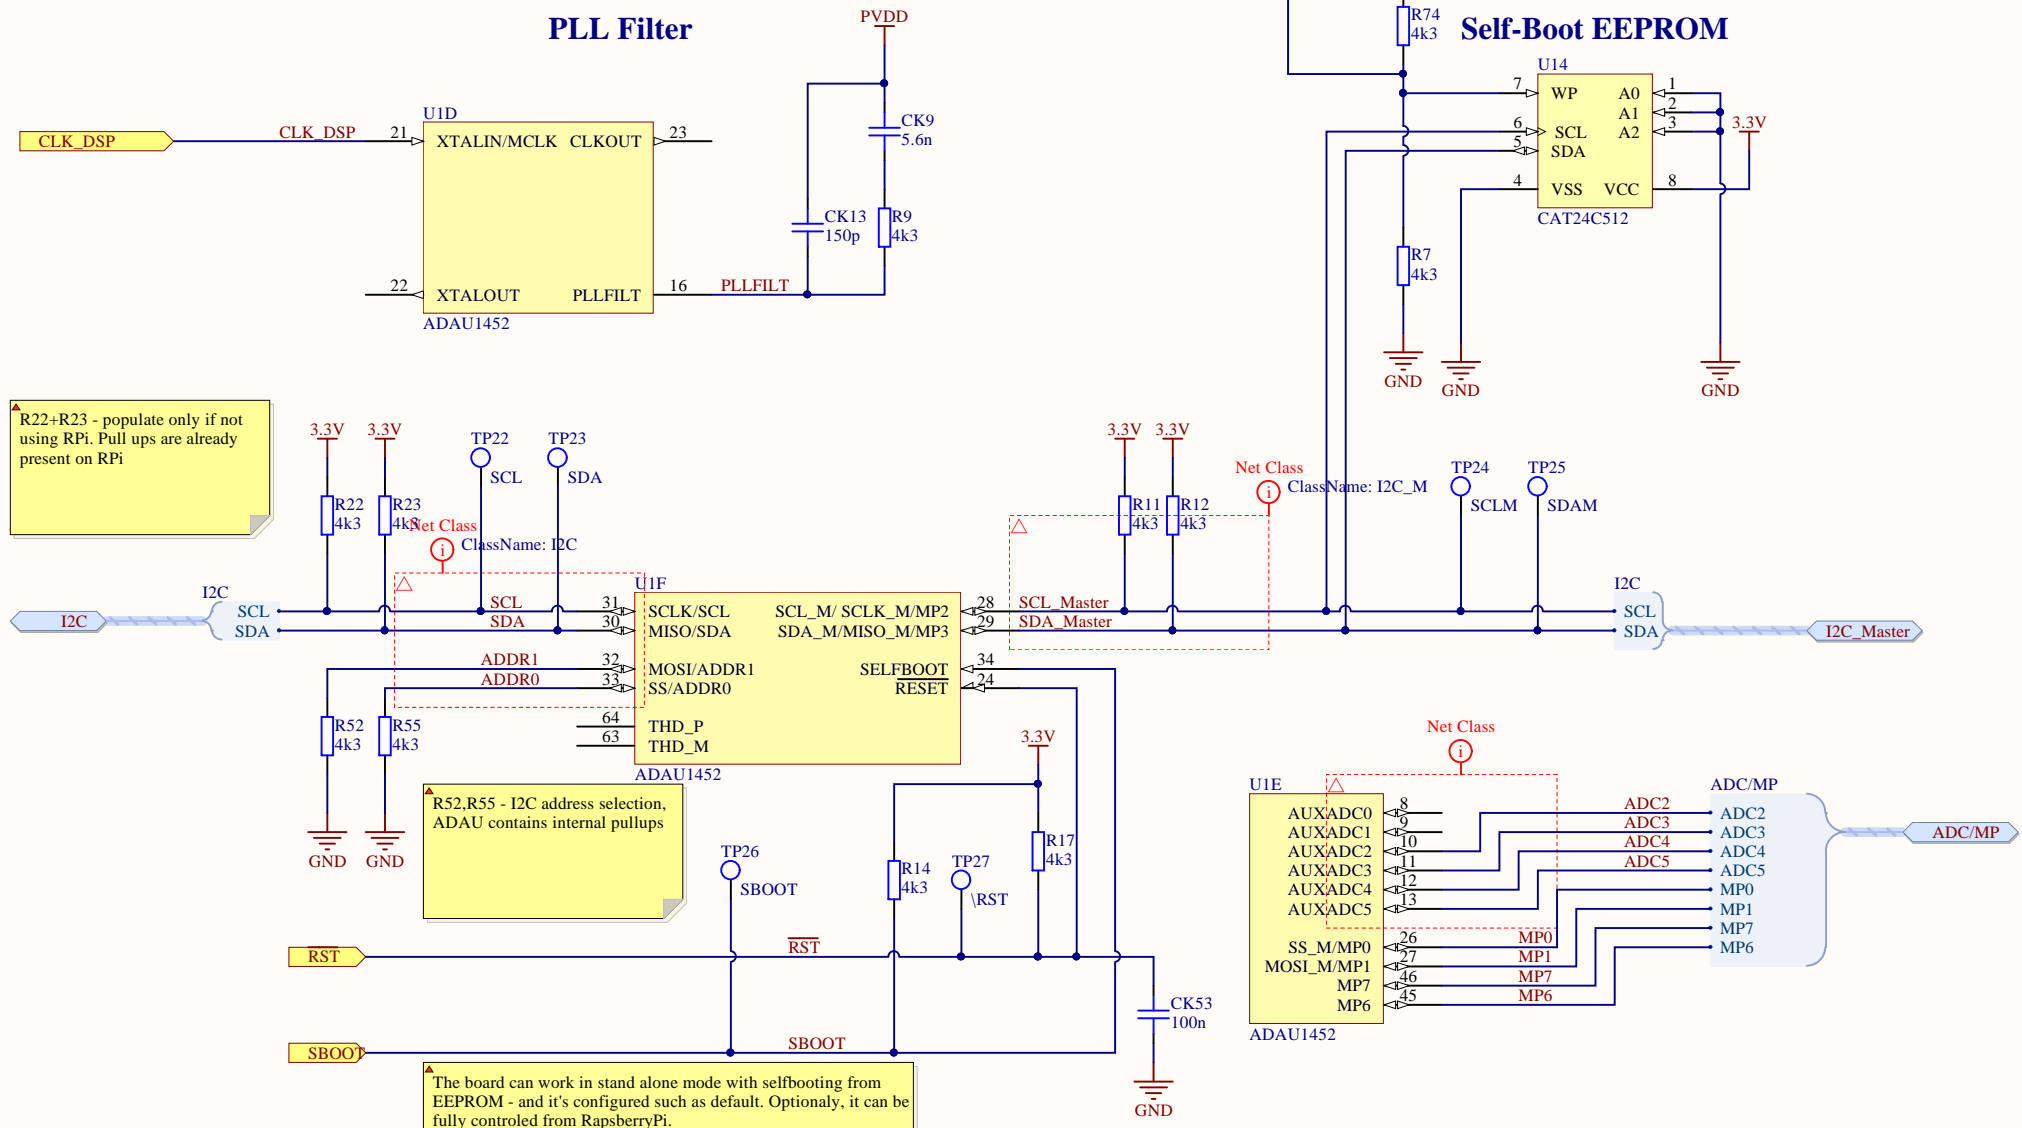 PLL Filter
PVDD
R74
4k3
Self-Boot EEPROM
U14
7 WP A0 1
A1 2
6 SCL A2 3
3.3V
5 SDA
4 VSS VCC 8
CAT24C512
U1D
CLK_DSP
CLK_DSP
21 XTALIN/MCLK CLKOUT 23
22 XTALOUT PLLFILT 16
PLLFILT
ADAU1452
CK9
5.6n
CK13
150p
R9
4k3
R7
4k3
GND
GND
GND
R22+R23 - populate only if not
using RPi. Pull ups are already
present on RPi
3.3V
3.3V
TP22
SCL
TP23
SDA
R22
4k3
R23
4k3
Net Class
i
ClassName: I2C
3.3V
3.3V
R11
4k3
R12
4k3
Net Class
i
ClassName: I2C_M
TP24
SCLM
TP25
SDAM
I2C
I2C
SCL
SDA
SCL
SDA
ADDR1
ADDR0
U1F
31 SCLK/SCL SCL_M/ SCLK_M/MP2 28
30 MISO/SDA SDA_M/MISO_M/MP3 29
32 MOSI/ADDR1 SELFBOOT 34
33 SS/ADDR0 RESET 24
64 THD_P
63 THD_M
ADAU1452
SCL_Master
SDA_Master
I2C
SCL
SDA
I2C_Master
R52
4k3
R55
4k3
GND
GND
R52,R55 - I2C address selection,
ADAU contains internal pullups
3.3V
TP26
SBOOT
R14
4k3
TP27
\RST
R17
4k3
RST
RST
SBOOT
SBOOT
CK53
100n
GND
The board can work in stand alone mode with selfbooting from
EEPROM - and it's configured such as default. Optionaly, it can be
fully controled from RapsberryPi.
Net Class
i
U1E
AUXADC0 8
AUXADC1 9
AUXADC2 10
AUXADC3 11
AUXADC4 12
AUXADC5 13
SS_M/MP0 26
MOSI_M/MP1 27
MP7 46
MP6 45
ADAU1452
ADC2
ADC3
ADC4
ADC5
MP0
MP1
MP7
MP6
ADC/MP
ADC2
ADC3
ADC4
ADC5
MP0
MP1
MP7
MP6
ADC/MP